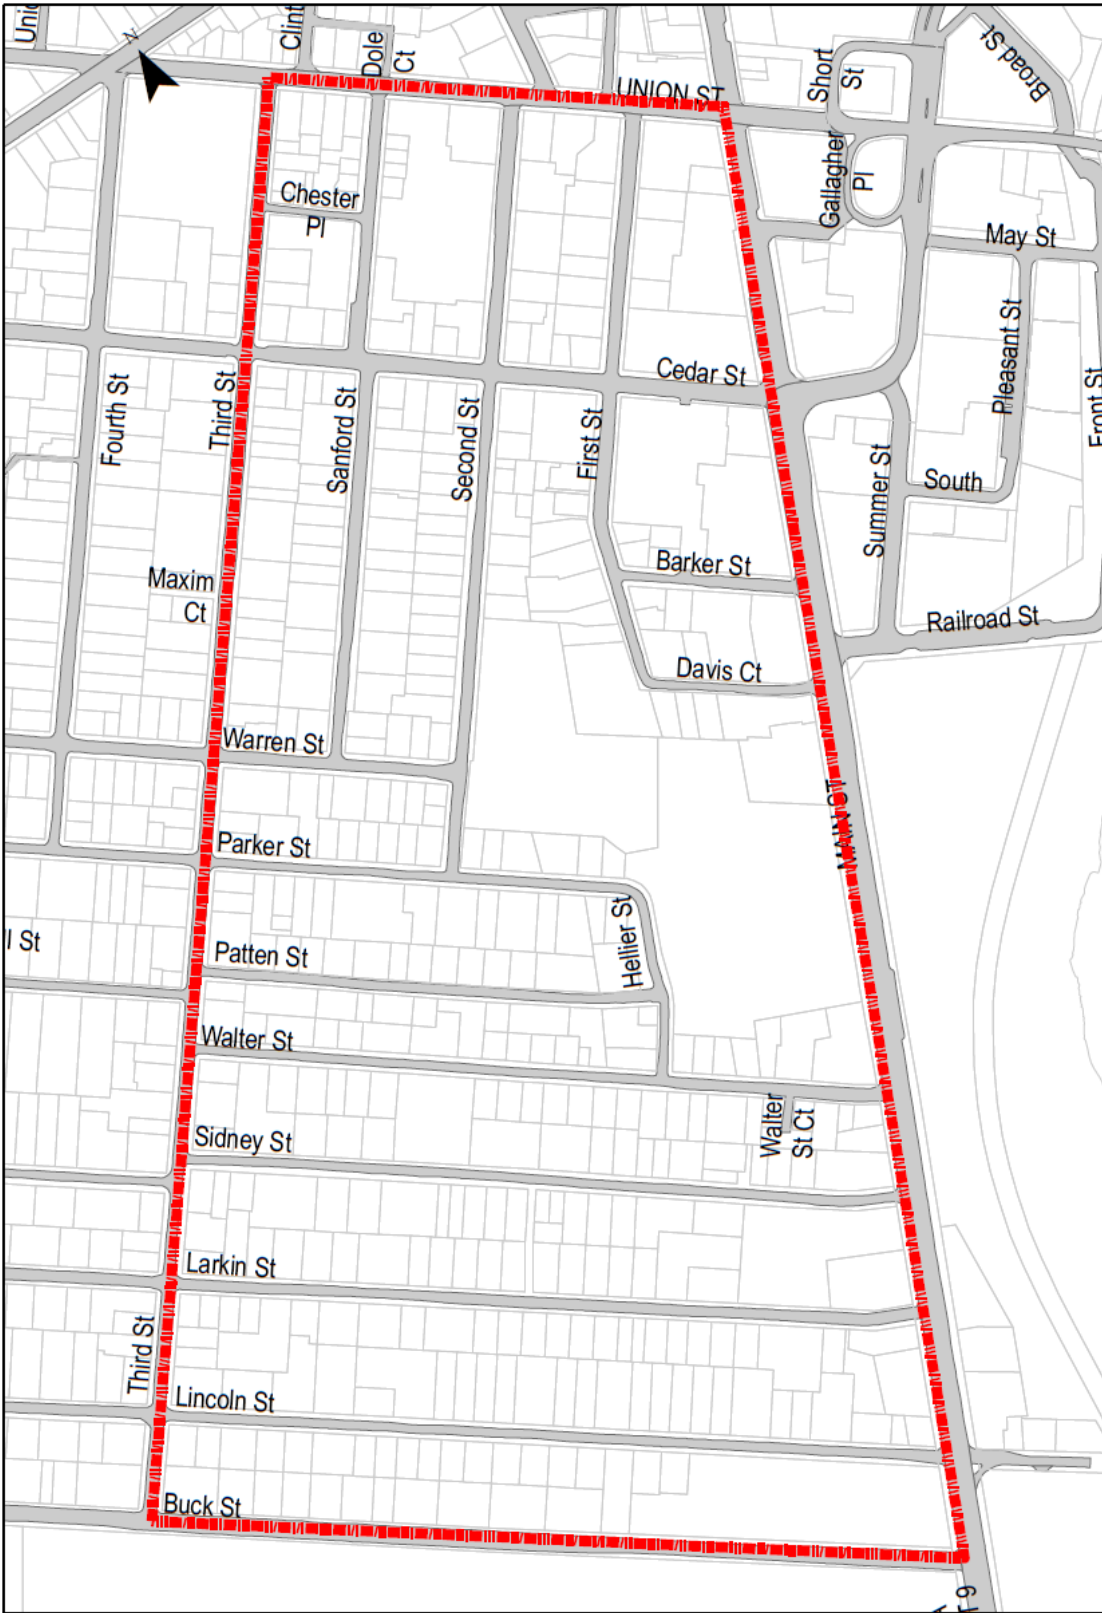 Clint
N
Dole
Ct
UNION ST
Short
St
Broad St
Gallagher
Pl
Chester
Pl
May St
Pleasant St
Front St
Cedar St
Fourth St
Third St
Sanford St
Second St
First St
Summer St
South
Barker St
Maxim
Ct
Railroad St
Davis Ct
Warren St
MAIN ST
Parker St
Hellier St
l St
Patten St
Walter St
Walter
St Ct
Sidney St
Larkin St
Third St
Lincoln St
Buck St